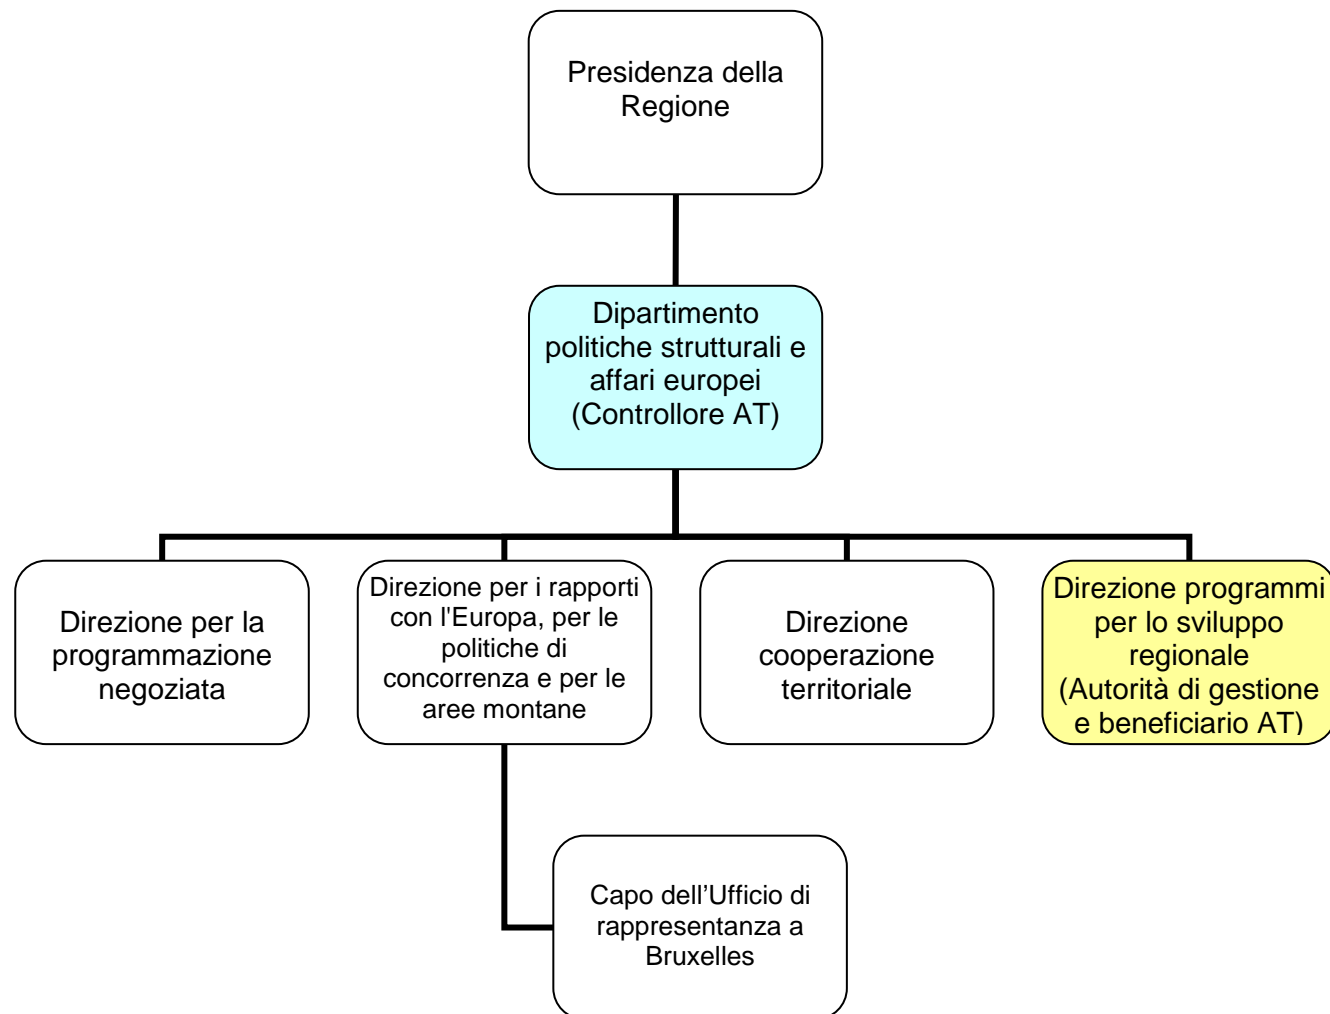 Presidenza della
Regione
Dipartimento
politiche strutturali e
affari europei
(Controllore AT)
Direzione per la
programmazione
negoziata
Direzione per i rapporti
con l'Europa, per le
politiche di
concorrenza e per le
aree montane
Direzione
cooperazione
territoriale
Direzione programmi
per lo sviluppo
regionale
(Autorità di gestione
e beneficiario AT)
Capo dell’Ufficio di
rappresentanza a
Bruxelles